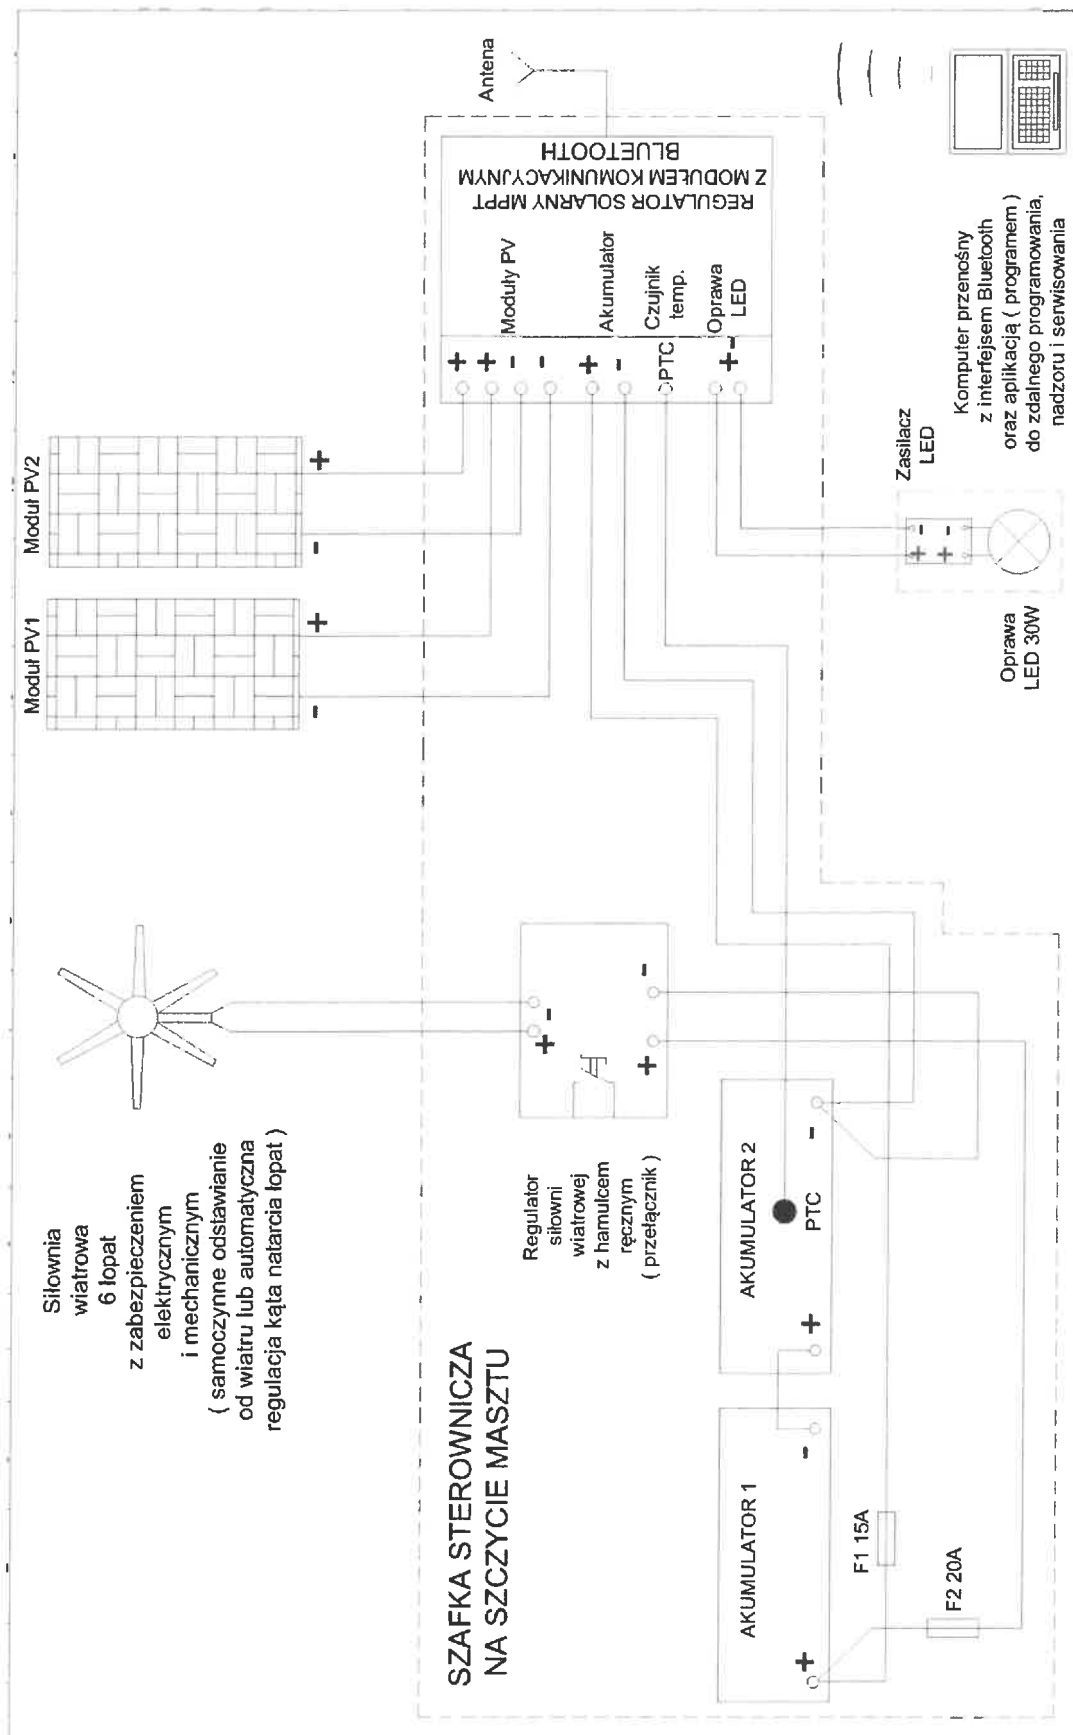 Siłownia
wiatrowa
6 łopat
z zabezpieczeniem
elektrycznym
i mechanicznym
( samoczynne odstawianie
od wiatru lub automatyczna
regulacja kąta natarcia łopat )
Moduł PV1
- +
Moduł PV2
- +
Antena
SZAFKA STEROWNICZA
NA SZCZYCIE MASZTU
Regulator
siłowni
wiatrowej
z hamulcem
ręcznym
( przełącznik )
+ -
+ -
REGULATOR SOLARNY MPPT
Z MODUŁEM KOMUNIKACYJNYM
BLUETOOTH
+
+
-
-
Moduły PV
+
-
Akumulator
PTC
Czujnik
temp.
+
-
Oprawa
LED
AKUMULATOR 1
+ -
AKUMULATOR 2
+ -
PTC
F1 15A
F2 20A
Zasilacz
LED
+ -
+ -
Oprawa
LED 30W
Komputer przenośny
z interfejsem Bluetooth
oraz aplikacją ( programem )
do zdalnego programowania,
nadzoru i serwisowania